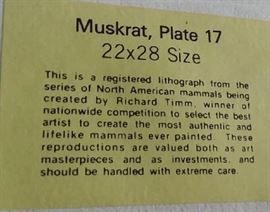 Muskrat, Plate 17
22x28 Size
This is a registered lithograph from the
series of North American mammals being
created by Richard Timm, winner of
nationwide competition to select the best
artist to create the most authentic and
lifelike mammals ever painted. These
reproductions are valued both as art
masterpieces and as investments, and
should be handled with extreme care.